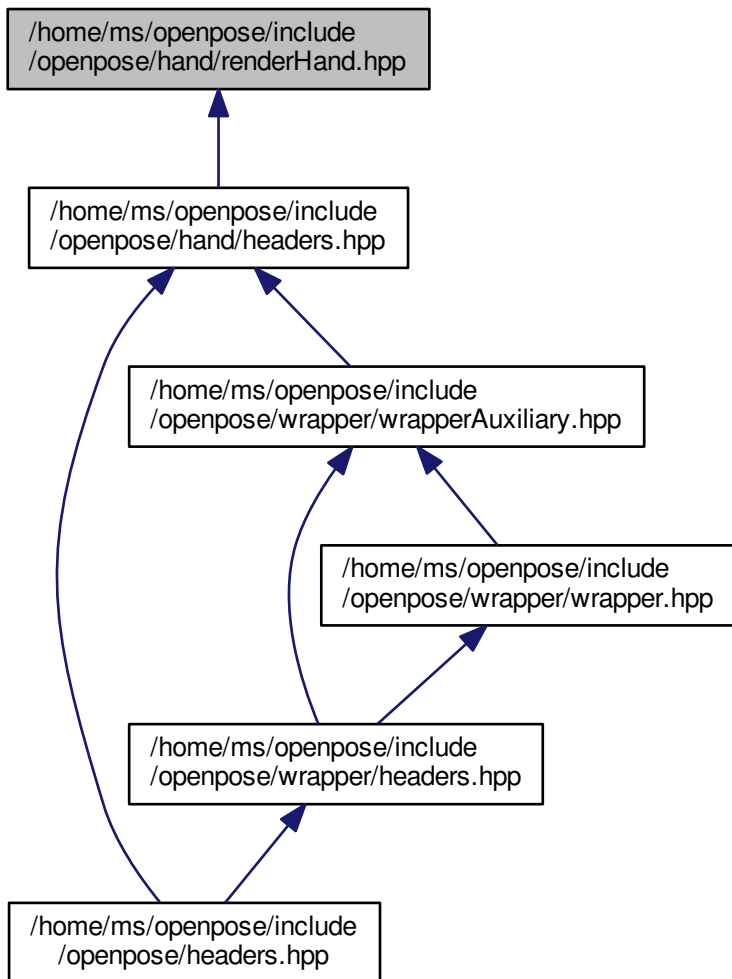 /home/ms/openpose/include
/openpose/hand/renderHand.hpp
/home/ms/openpose/include
/openpose/hand/headers.hpp
/home/ms/openpose/include
/openpose/wrapper/wrapperAuxiliary.hpp
/home/ms/openpose/include
/openpose/wrapper/wrapper.hpp
/home/ms/openpose/include
/openpose/wrapper/headers.hpp
/home/ms/openpose/include
/openpose/headers.hpp